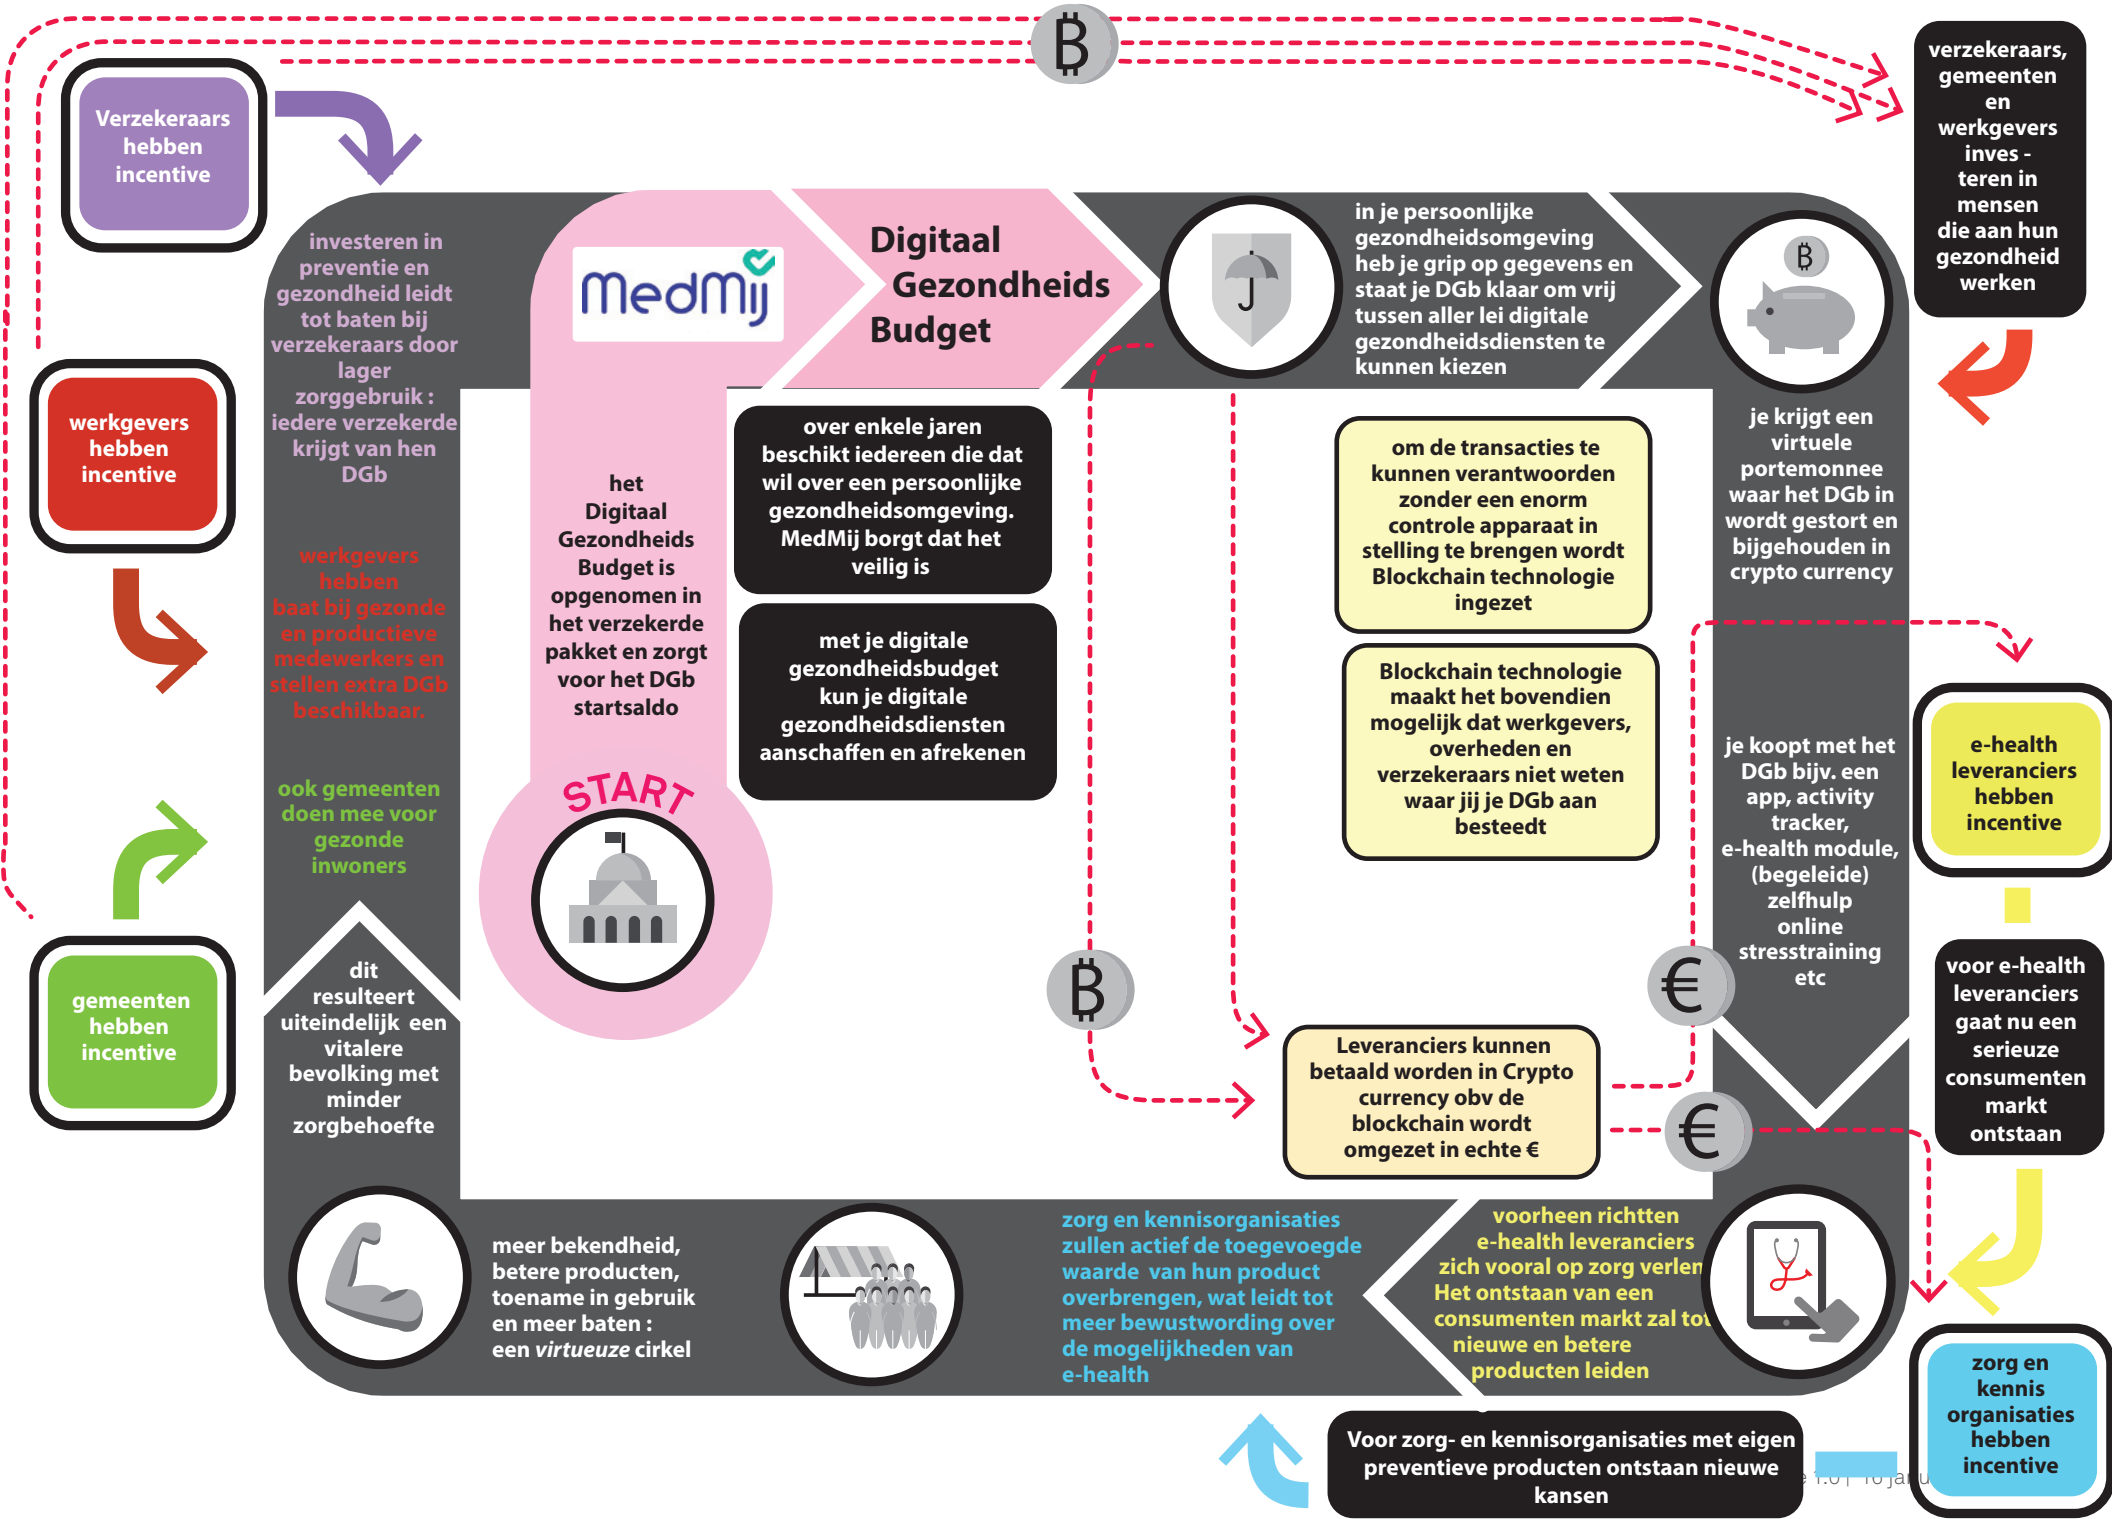 Verzekeraars
hebben
incentive
werkgevers
hebben
incentive
gemeenten
hebben
incentive
investeren in
preventie en
gezondheid leidt
tot baten bij
verzekeraars door
lager
zorggebruik :
iedere verzekerde
krijgt van hen
DGb
werkgevers
hebben
baat bij gezonde
en productieve
medewerkers en
stellen extra DGb
beschikbaar.
ook gemeenten
doen mee voor
gezonde
inwoners
dit
resulteert
uiteindelijk een
vitalere
bevolking met
minder
zorgbehoefte
MedMij
het
Digitaal
Gezondheids
Budget is
opgenomen in
het verzekerde
pakket en zorgt
voor het DGb
startsaldo
START
Digitaal
Gezondheids
Budget
over enkele jaren
beschikt iedereen die dat
wil over een persoonlijke
gezondheidsomgeving.
MedMij borgt dat het
veilig is
met je digitale
gezondheidsbudget
kun je digitale
gezondheidsdiensten
aanschaffen en afrekenen
in je persoonlijke
gezondheidsomgeving
heb je grip op gegevens en
staat je DGb klaar om vrij
tussen aller lei digitale
gezondheidsdiensten te
kunnen kiezen
om de transacties te
kunnen verantwoorden
zonder een enorm
controle apparaat in
stelling te brengen wordt
Blockchain technologie
ingezet
Blockchain technologie
maakt het bovendien
mogelijk dat werkgevers,
overheden en
verzekeraars niet weten
waar jij je DGb aan
besteedt
Leveranciers kunnen
betaald worden in Crypto
currency obv de
blockchain wordt
omgezet in echte €
€
€
verzekeraars,
gemeenten
en
werkgevers
inves -
teren in
mensen
die aan hun
gezondheid
werken
je krijgt een
virtuele
portemonnee
waar het DGb in
wordt gestort en
bijgehouden in
crypto currency
je koopt met het
DGb bijv. een
app, activity
tracker,
e-health module,
(begeleide)
zelfhulp
online
stresstraining
etc
e-health
leveranciers
hebben
incentive
voor e-health
leveranciers
gaat nu een
serieuze
consumenten
markt
ontstaan
zorg en
kennis
organisaties
hebben
incentive
voorheen richtten
e-health leveranciers
zich vooral op zorg verlen
Het ontstaan van een
consumenten markt zal tot
nieuwe en betere
producten leiden
zorg en kennisorganisaties
zullen actief de toegevoegde
waarde van hun product
overbrengen, wat leidt tot
meer bewustwording over
de mogelijkheden van
e-health
meer bekendheid,
betere producten,
toename in gebruik
en meer baten :
een virtueuze cirkel
Voor zorg- en kennisorganisaties met eigen
preventieve producten ontstaan nieuwe
kansen
1.0 | 16 janu